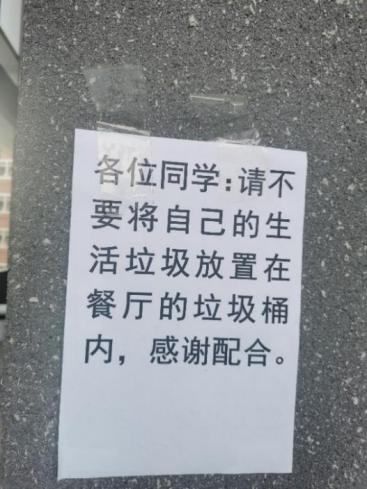 各位同学:请不
要将自己的生
活垃圾放置在
餐厅的垃圾桶
内，感谢配合。